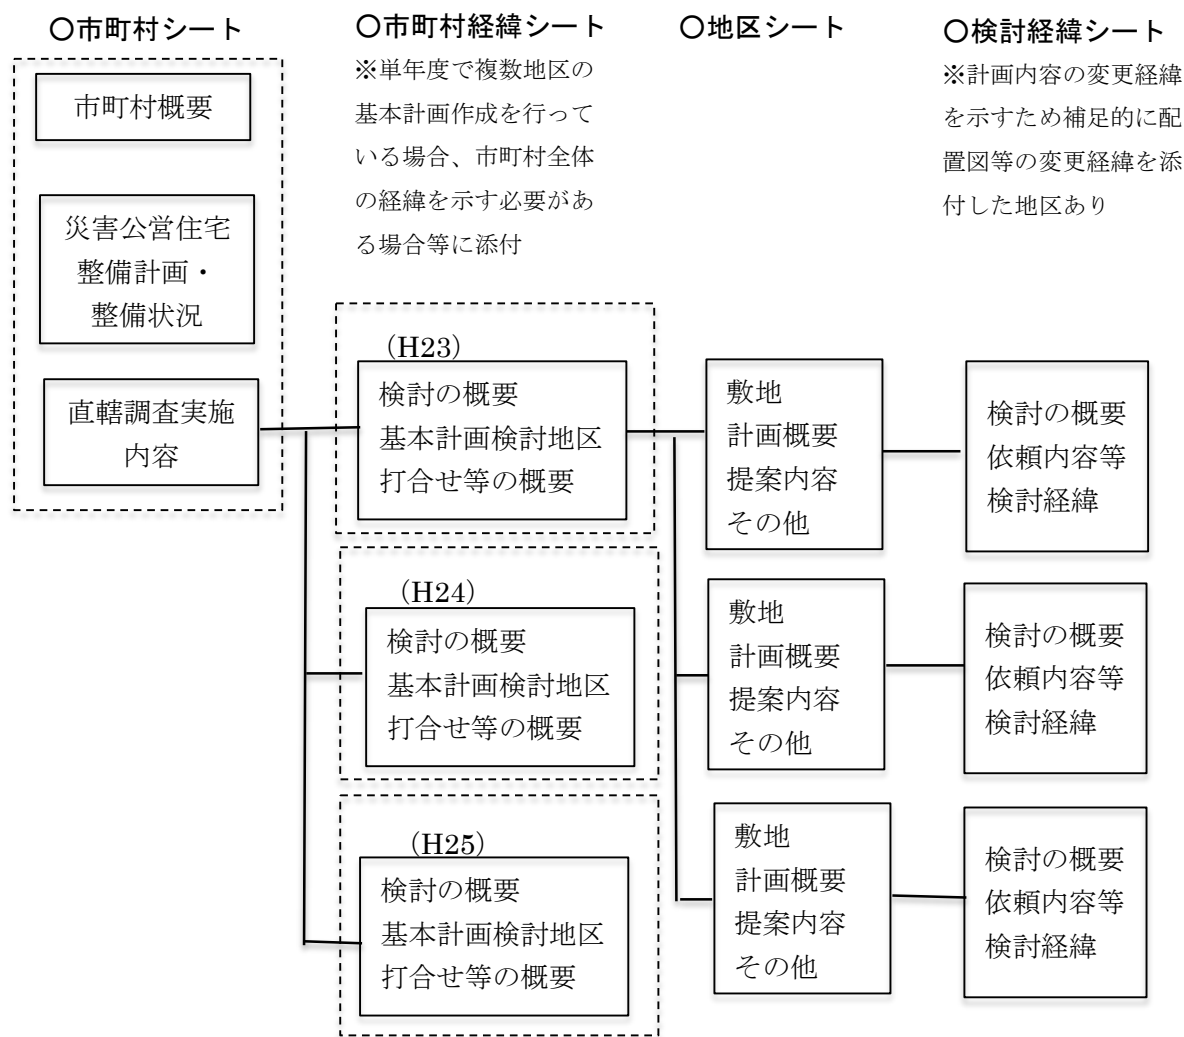 〇市町村シート
市町村概要
災害公営住宅
整備計画・
整備状況
直轄調査実施
内容
〇市町村経緯シート
※単年度で複数地区の
基本計画作成を行って
いる場合、市町村全体
の経緯を示す必要があ
る場合等に添付
（H23）
検討の概要
基本計画検討地区
打合せ等の概要
（H24）
検討の概要
基本計画検討地区
打合せ等の概要
（H25）
検討の概要
基本計画検討地区
打合せ等の概要
〇地区シート
敷地
計画概要
提案内容
その他
敷地
計画概要
提案内容
その他
敷地
計画概要
提案内容
その他
〇検討経緯シート
※計画内容の変更経緯
を示すため補足的に配
置図等の変更経緯を添
付した地区あり
検討の概要
依頼内容等
検討経緯
検討の概要
依頼内容等
検討経緯
検討の概要
依頼内容等
検討経緯